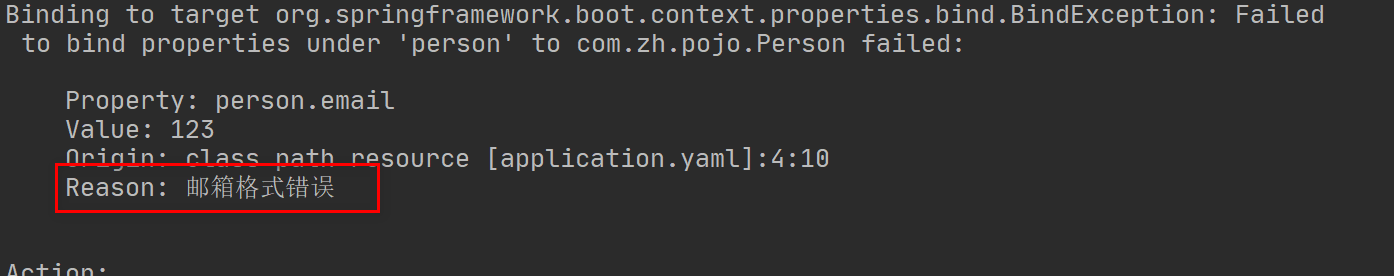 Binding to target org.springframework.boot.context.properties.bind.BindException: Failed
to bind properties under 'person' to com.zh.pojo.Person failed:
Property: person.email
Value: 123
Origin: class path resource [application.yaml]:4:10
Reason: 邮箱格式错误
Action: